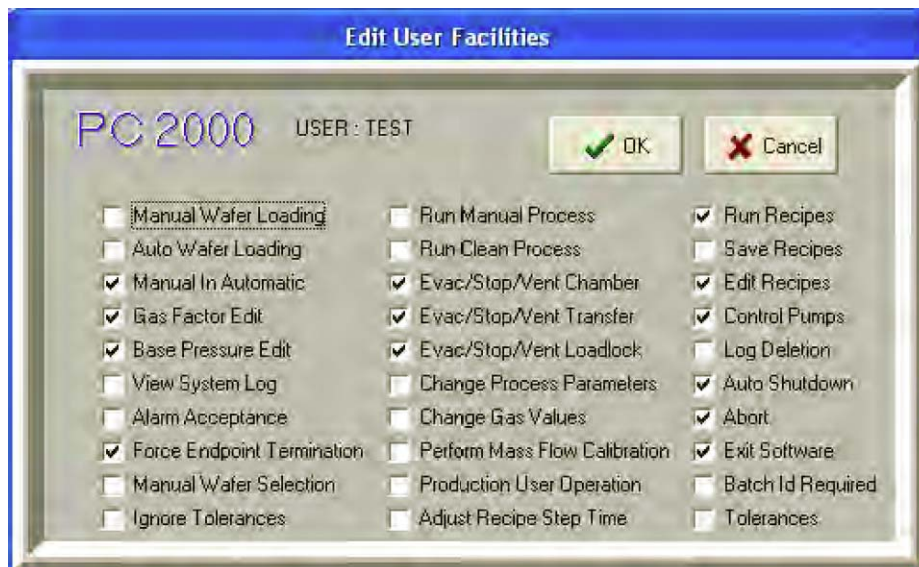 Edit User Facilities
PC 2000 USER : TEST OK Cancel
Manual Wafer Loading Run Manual Process Run Recipes
Auto Wafer Loading Run Clean Process Save Recipes
Manual In Automatic Evac/Stop/Vent Chamber Edit Recipes
Gas Factor Edit Evac/Stop/Vent Transfer Control Pumps
Base Pressure Edit Evac/Stop/Vent Loadlock Log Deletion
View System Log Change Process Parameters Auto Shutdown
Alarm Acceptance Change Gas Values Abort
Force Endpoint Termination Perform Mass Flow Calibration Exit Software
Manual Wafer Selection Production User Operation Batch Id Required
Ignore Tolerances Adjust Recipe Step Time Tolerances